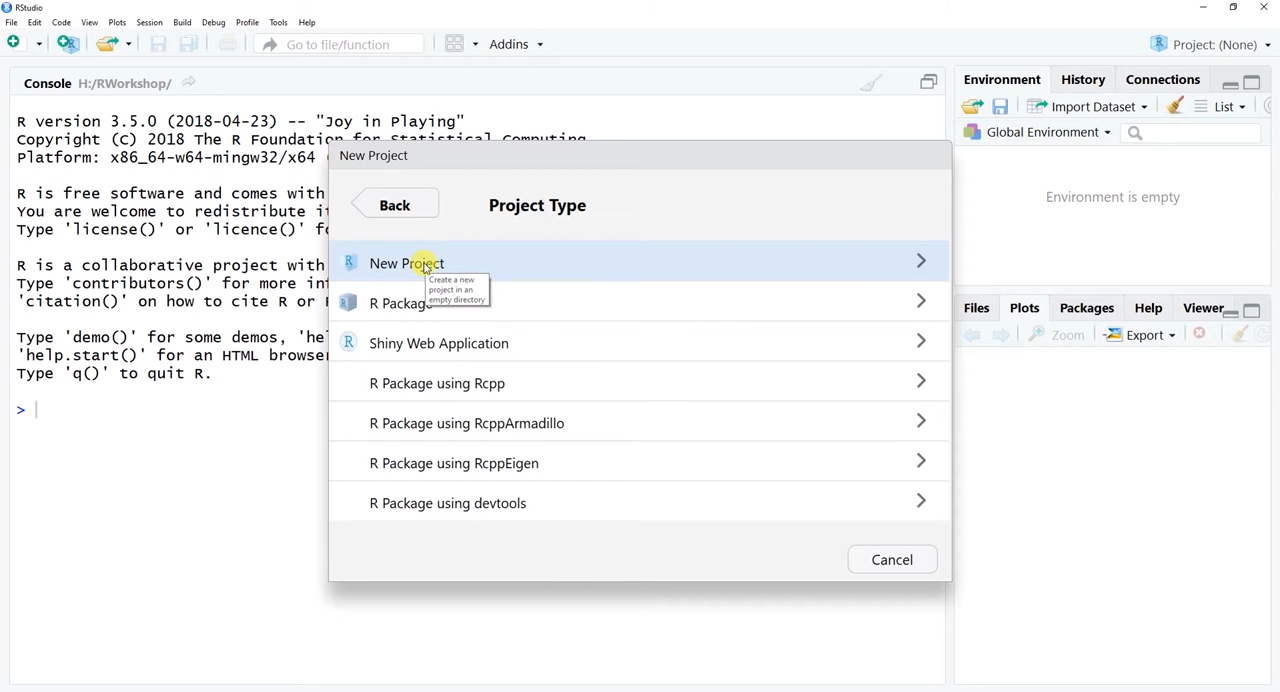 RStudio
File Edit Code View Plots Session Build Debug Profile Tools Help
Go to file/function Addins Project: (None)
Console H:/RWorkshop/
R version 3.5.0 (2018-04-23) -- "Joy in Playing"
Copyright (c) 2018 The R Foundation for Statistical Computing
Platform: x86_64-w64-mingw32/x64 (
R is free software and comes with
You are welcome to redistribute i
Type 'license()' or 'licence()' f
R is a collaborative project with
Type 'contributors()' for more in
'citation()' on how to cite R or
Type 'demo()' for some demos, 'he
'help.start()' for an HTML browse
Type 'q()' to quit R.
>
New Project
Back
Project Type
New Project
Create a new
project in an
empty directory
R Package
Shiny Web Application
R Package using Rcpp
R Package using RcppArmadillo
R Package using RcppEigen
R Package using devtools
Cancel
Environment History Connections
Import Dataset List
Global Environment
Environment is empty
Files Plots Packages Help Viewer
Zoom Export